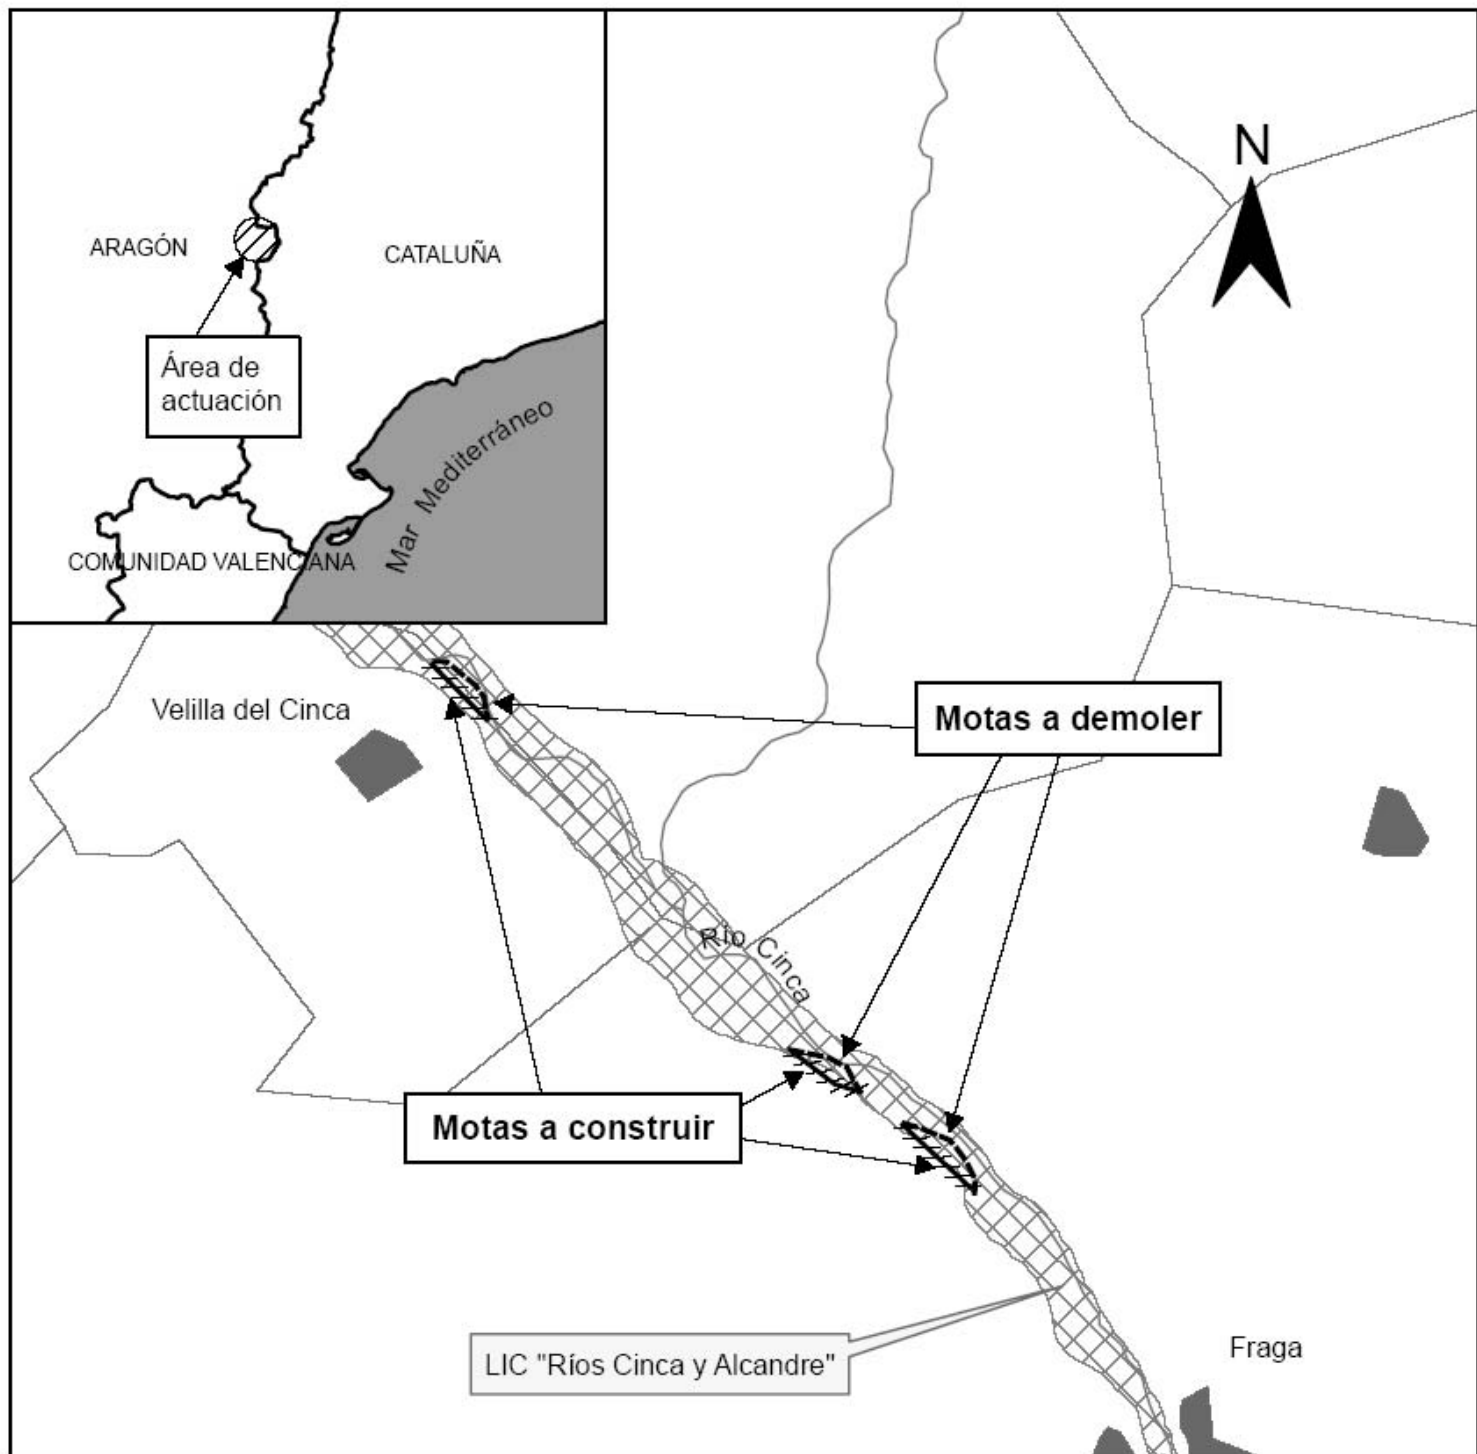 N
ARAGÓN
CATALUÑA
Área de
actuación
Mar Mediterráneo
COMUNIDAD VALENCIANA
Velilla del Cinca
Motas a demoler
Río Cinca
Motas a construir
LIC "Ríos Cinca y Alcandre"
Fraga